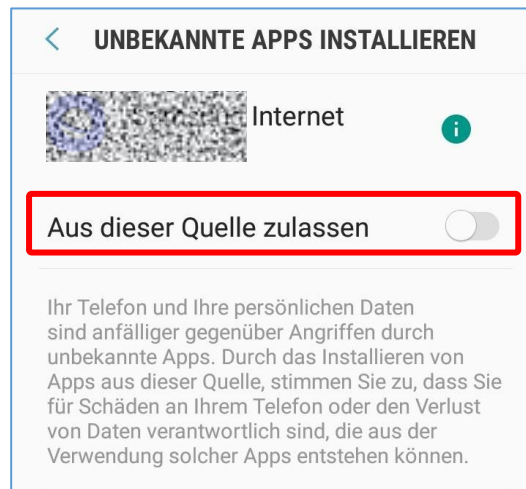 UNBEKANNTE APPS INSTALLIEREN
Internet
Aus dieser Quelle zulassen
Ihr Telefon und Ihre persönlichen Daten
sind anfälliger gegenüber Angriffen durch
unbekannte Apps. Durch das Installieren von
Apps aus dieser Quelle, stimmen Sie zu, dass Sie
für Schäden an Ihrem Telefon oder den Verlust
von Daten verantwortlich sind, die aus der
Verwendung solcher Apps entstehen können.